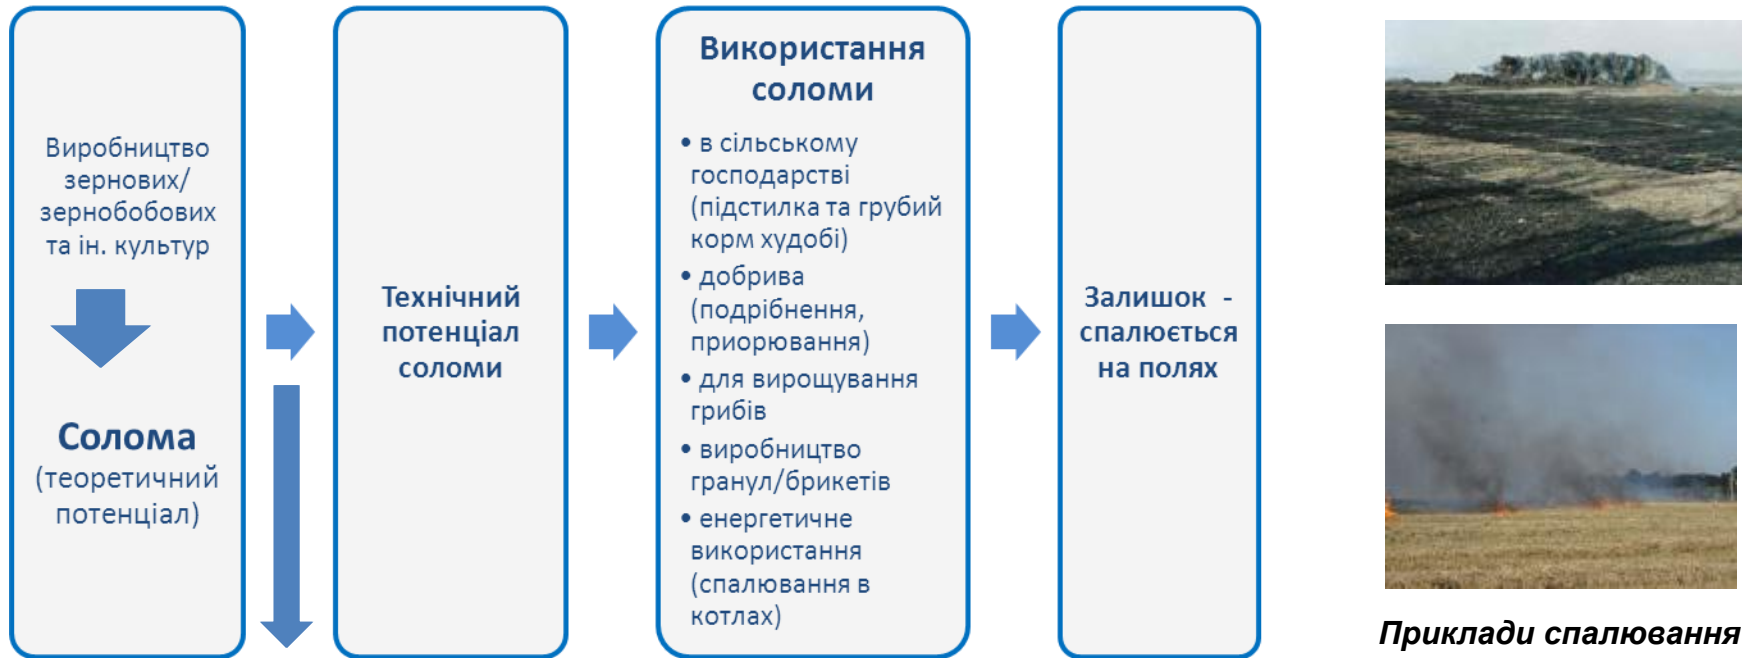 Виробництво
зернових/
зернобобових
та ін. культур
Солома
(теоретичний
потенціал)
Технічний
потенціал
соломи
Використання
соломи
• в сільському
господарстві
(підстилка та грубий
корм худобі)
• добрива
(подрібнення,
приорювання)
• для вирощування
грибів
• виробництво
гранул/брикетів
• енергетичне
використання
(спалювання в
котлах)
Залишок -
спалюється
на полях
Приклади спалювання